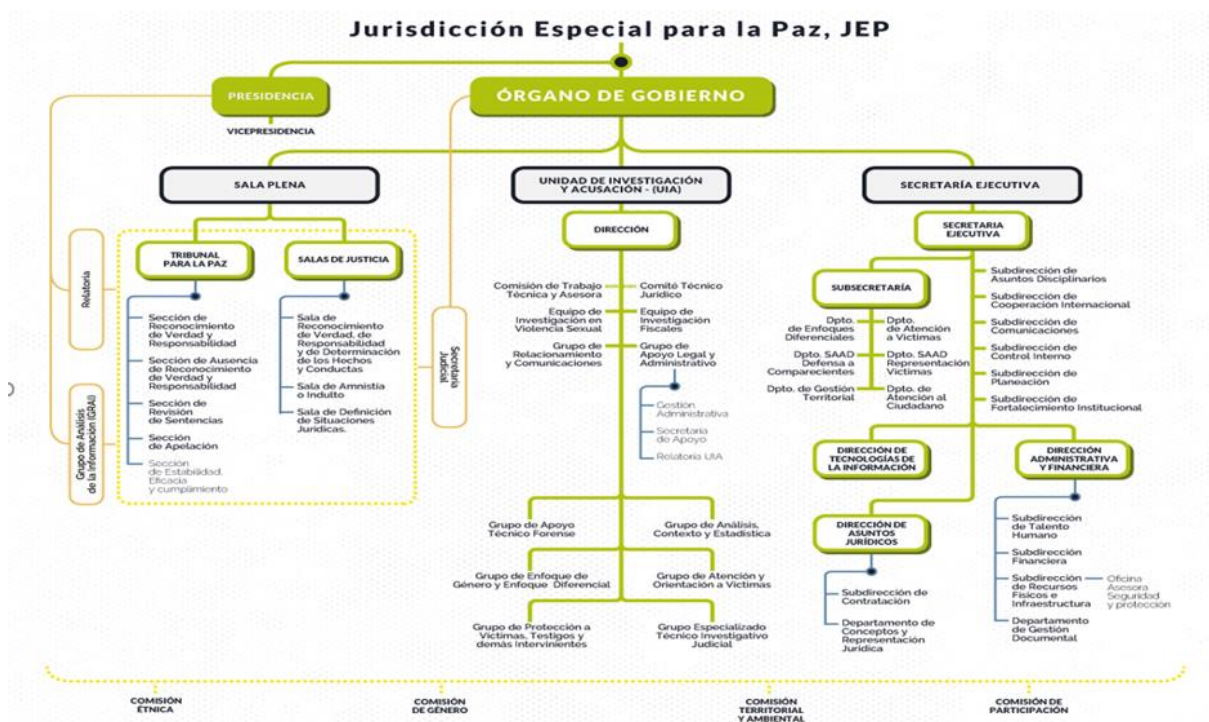 Jurisdicción Especial para la Paz, JEP
PRESIDENCIA
VICEPRESIDENCIA
ÓRGANO DE GOBIERNO
SALA PLENA
UNIDAD DE INVESTIGACIÓN
Y ACUSACIÓN - (UIA)
SECRETARÍA EJECUTIVA
Relatoría
Grupo de Análisis
de la Información (GRAI)
TRIBUNAL
PARA LA PAZ
Sección de
Reconocimiento
de Verdad y
Responsabilidad
Sección de Ausencia
de Reconocimiento
de Verdad y
Responsabilidad
Sección de
Revisión
de Sentencias
Sección
de Apelación
Sección
de Estabilidad,
Eficacia
y cumplimiento
SALAS DE JUSTICIA
Sala de
Reconocimiento
de Verdad, de
Responsabilidad
y de Determinación
de los Hechos
y Conductas
Sala de Amnistía
o Indulto
Sala de Definición
de Situaciones
Jurídicas.
Secretaría
Judicial
DIRECCIÓN
Comisión de Trabajo
Técnica y Asesora
Comité Técnico
Jurídico
Equipo de
Investigación en
Violencia Sexual
Equipo de
Investigación
Fiscales
Grupo de
Relacionamiento
y Comunicaciones
Grupo de
Apoyo Legal y
Administrativo
Gestión
Administrativa
Secretaría
de Apoyo
Relatoría UIA
Grupo de Apoyo
Técnico Forense
Grupo de Análisis,
Contexto y Estadística
Grupo de Enfoque de
Género y Enfoque Diferencial
Grupo de Atención y
Orientación a Víctimas
Grupo de Protección a
Víctimas, Testigos y
demás Intervinientes
Grupo Especializado
Técnico Investigativo
Judicial
SECRETARIA
EJECUTIVA
SUBSECRETARÍA
Dpto.
de Enfoques
Diferenciales
Dpto.
de Atención
a Víctimas
Dpto. SAAD
Defensa a
Comparecientes
Dpto. SAAD
Representación
Víctimas
Dpto. de Gestión
Territorial
Dpto. de
Atención al
Ciudadano
Subdirección de
Asuntos Disciplinarios
Subdirección de
Cooperación Internacional
Subdirección de
Comunicaciones
Subdirección de
Control Interno
Subdirección de
Planeación
Subdirección de
Fortalecimiento Institucional
DIRECCIÓN DE
TECNOLOGÍAS DE
LA INFORMACIÓN
DIRECCIÓN
ADMINISTRATIVA
Y FINANCIERA
DIRECCIÓN DE
ASUNTOS
JURÍDICOS
Subdirección de
Contratación
Departamento de
Conceptos y
Representación
Jurídica
Subdirección
de Talento
Humano
Subdirección
Financiera
Subdirección
de Recursos
Físicos e
Infraestructura
Oficina
Asesora
Seguridad
y protección
Departamento
de Gestión
Documental
COMISIÓN
ÉTNICA
COMISIÓN
DE GÉNERO
COMISIÓN
TERRITORIAL
Y AMBIENTAL
COMISIÓN DE
PARTICIPACIÓN